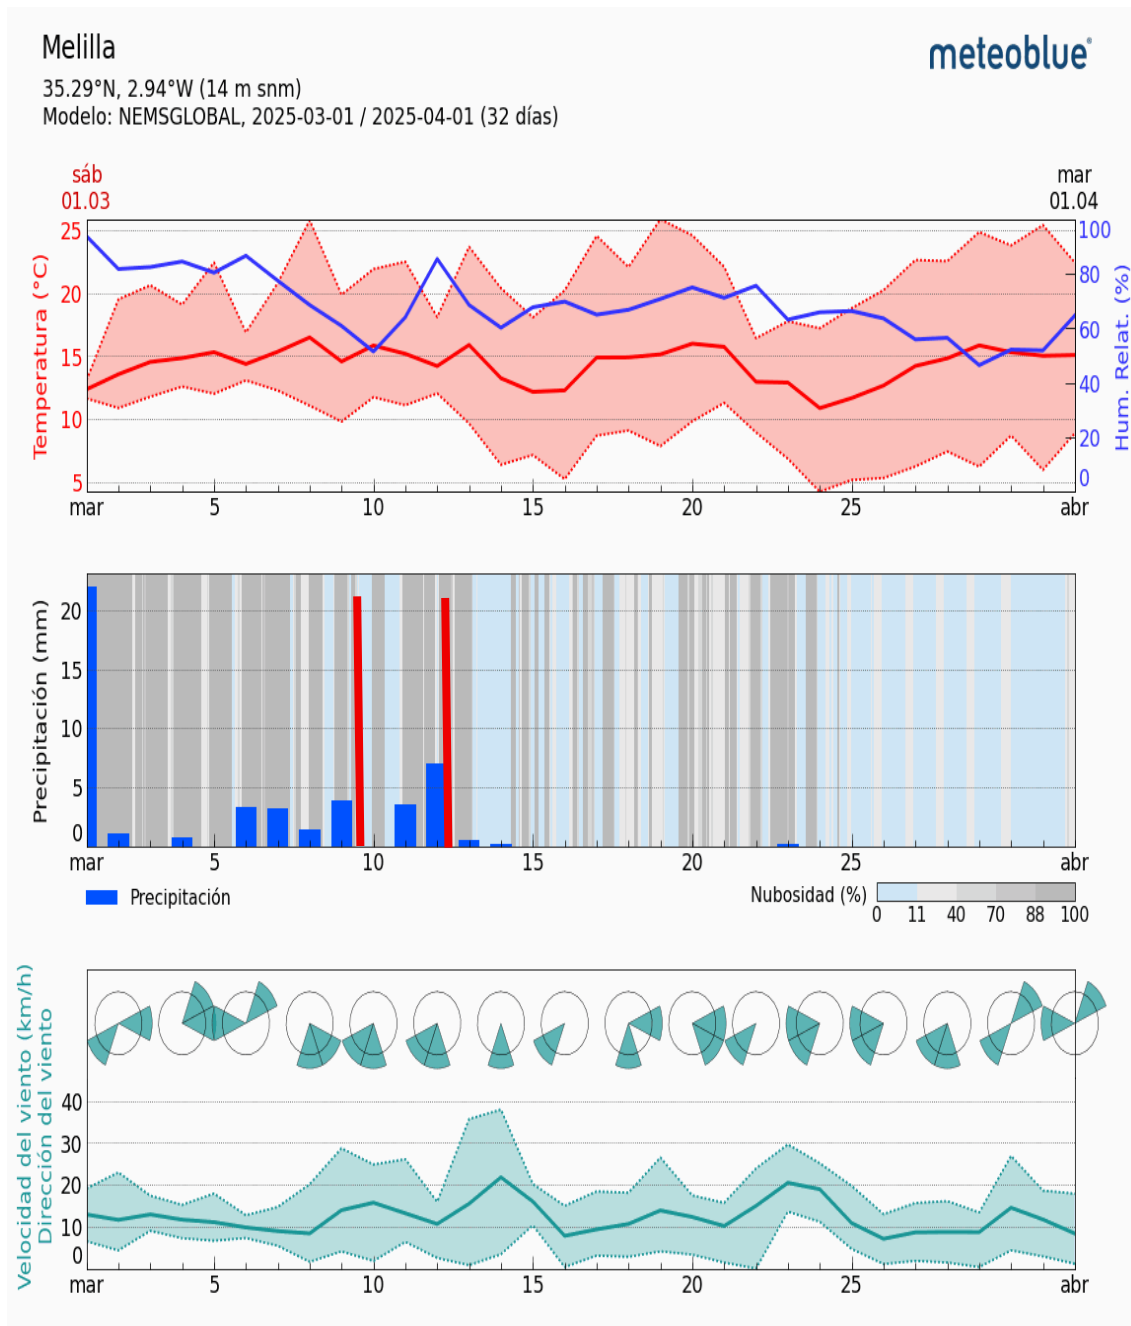 Melilla
meteoblue®
35.29°N, 2.94°W (14 m snm)
Modelo: NEMSGLOBAL, 2025-03-01 / 2025-04-01 (32 días)
sáb
01.03
mar
01.04
Temperatura (°C)
25
20
15
10
5
Hum. Relat. (%)
100
80
60
40
20
0
mar 5 10 15 20 25 abr
Precipitación (mm)
20
15
10
5
0
mar 5 10 15 20 25 abr
Precipitación
Nubosidad (%)
0 11 40 70 88 100
Velocidad del viento (km/h)
Dirección del viento
40
30
20
10
0
mar 5 10 15 20 25 abr